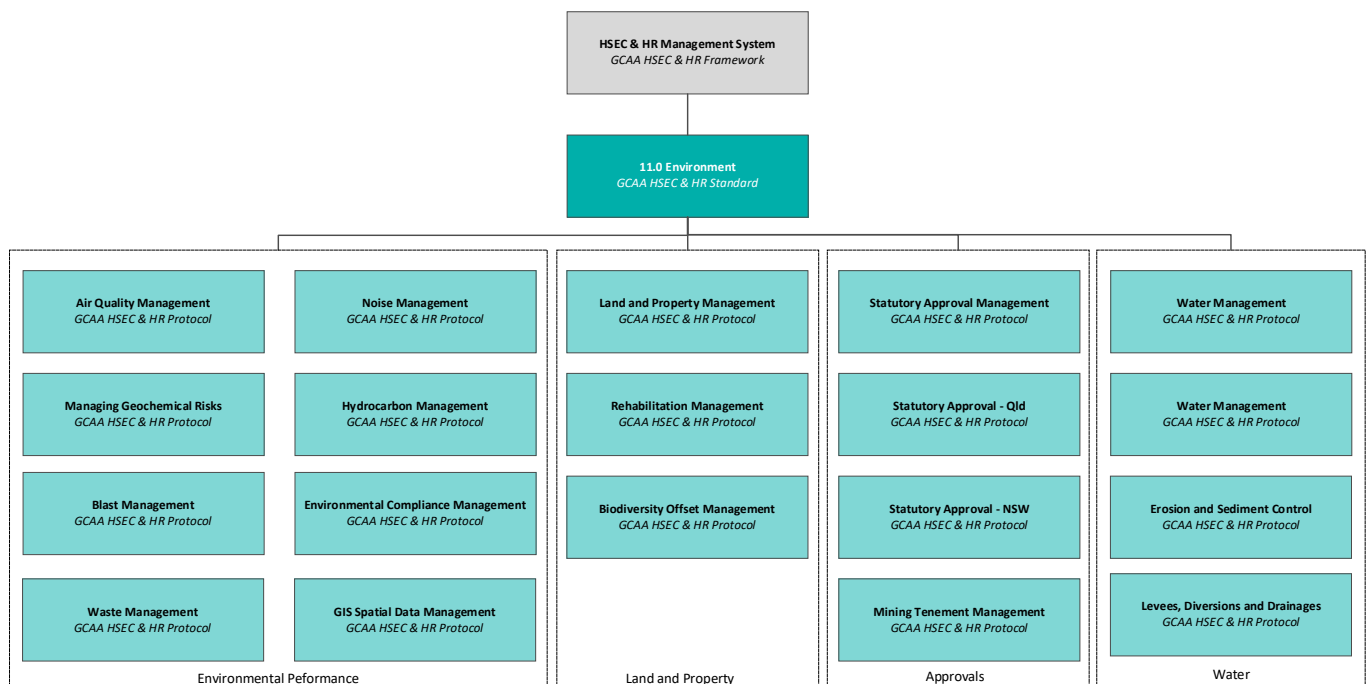 HSEC & HR Management System
GCAA HSEC & HR Framework
11.0 Environment
GCAA HSEC & HR Standard
Air Quality Management
GCAA HSEC & HR Protocol
Noise Management
GCAA HSEC & HR Protocol
Managing Geochemical Risks
GCAA HSEC & HR Protocol
Hydrocarbon Management
GCAA HSEC & HR Protocol
Blast Management
GCAA HSEC & HR Protocol
Environmental Compliance Management
GCAA HSEC & HR Protocol
Waste Management
GCAA HSEC & HR Protocol
GIS Spatial Data Management
GCAA HSEC & HR Protocol
Environmental Peformance
Land and Property Management
GCAA HSEC & HR Protocol
Rehabilitation Management
GCAA HSEC & HR Protocol
Biodiversity Offset Management
GCAA HSEC & HR Protocol
Land and Property
Statutory Approval Management
GCAA HSEC & HR Protocol
Statutory Approval - Qld
GCAA HSEC & HR Protocol
Statutory Approval - NSW
GCAA HSEC & HR Protocol
Mining Tenement Management
GCAA HSEC & HR Protocol
Approvals
Water Management
GCAA HSEC & HR Protocol
Water Management
GCAA HSEC & HR Protocol
Erosion and Sediment Control
GCAA HSEC & HR Protocol
Levees, Diversions and Drainages
GCAA HSEC & HR Protocol
Water